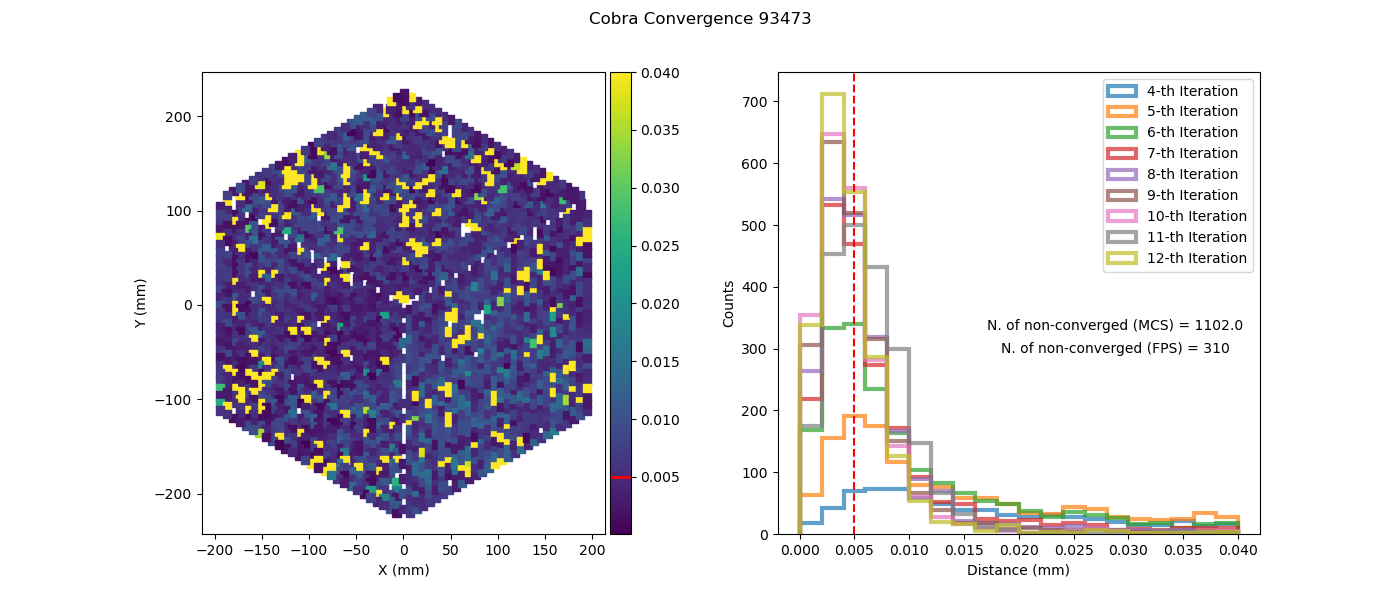 Cobra Convergence 93473
200
100
0
−100
−200
Y (mm)
−200 −150 −100 −50 0 50 100 150 200
X (mm)
0.040
0.035
0.030
0.025
0.020
0.015
0.010
0.005
700
600
500
400
300
200
100
0
Counts
4-th Iteration
5-th Iteration
6-th Iteration
7-th Iteration
8-th Iteration
9-th Iteration
10-th Iteration
11-th Iteration
12-th Iteration
N. of non-converged (MCS) = 1102.0
N. of non-converged (FPS) = 310
0.000 0.005 0.010 0.015 0.020 0.025 0.030 0.035 0.040
Distance (mm)